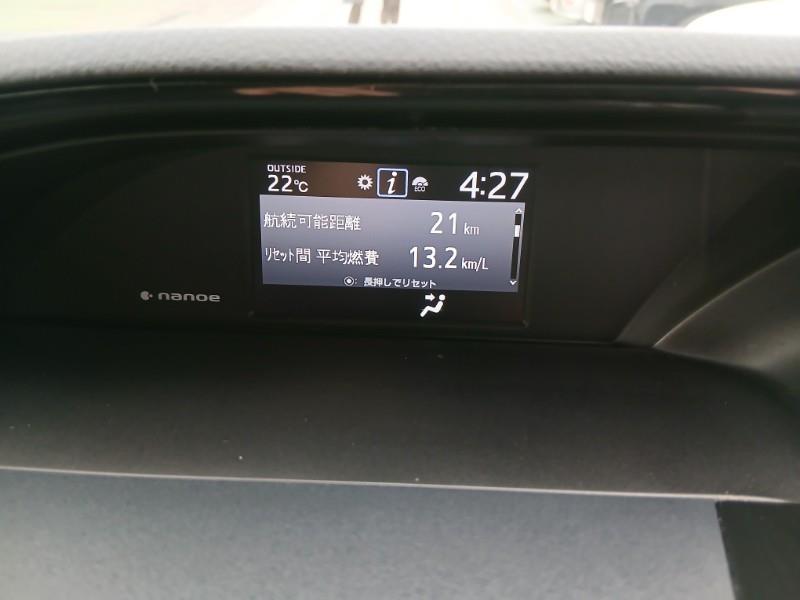 OUTSIDE
22℃
i
ECO
4:27
航続可能距離 21 km
リセット間 平均燃費 13.2 km/L
⦿: 長押しでリセット
nanoe